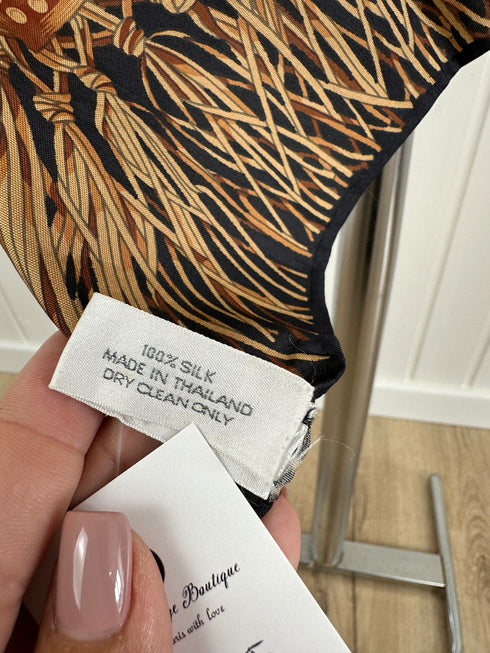 100% SILK
MADE IN THAILAND
DRY CLEAN ONLY
Boutique
with love